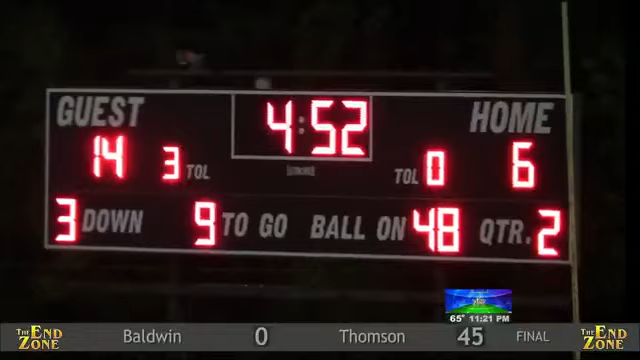 GUEST
4:52
HOME
14
3 TOL
TOL 0
6
3 DOWN
9 TO GO
BALL ON 48
QTR. 2
65° 11:21 PM
THE END ZONE
Baldwin 0
Thomson 45
FINAL
THE END ZONE